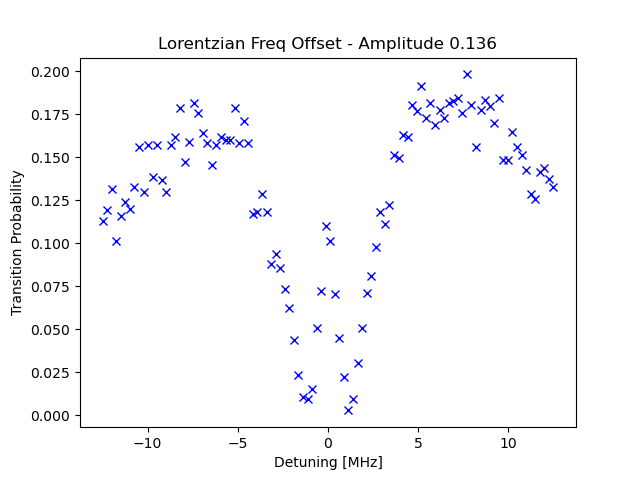 Lorentzian Freq Offset - Amplitude 0.136
0.200
0.175
0.150
0.125
0.100
0.075
0.050
0.025
0.000
Transition Probability
−10 −5 0 5 10
Detuning [MHz]